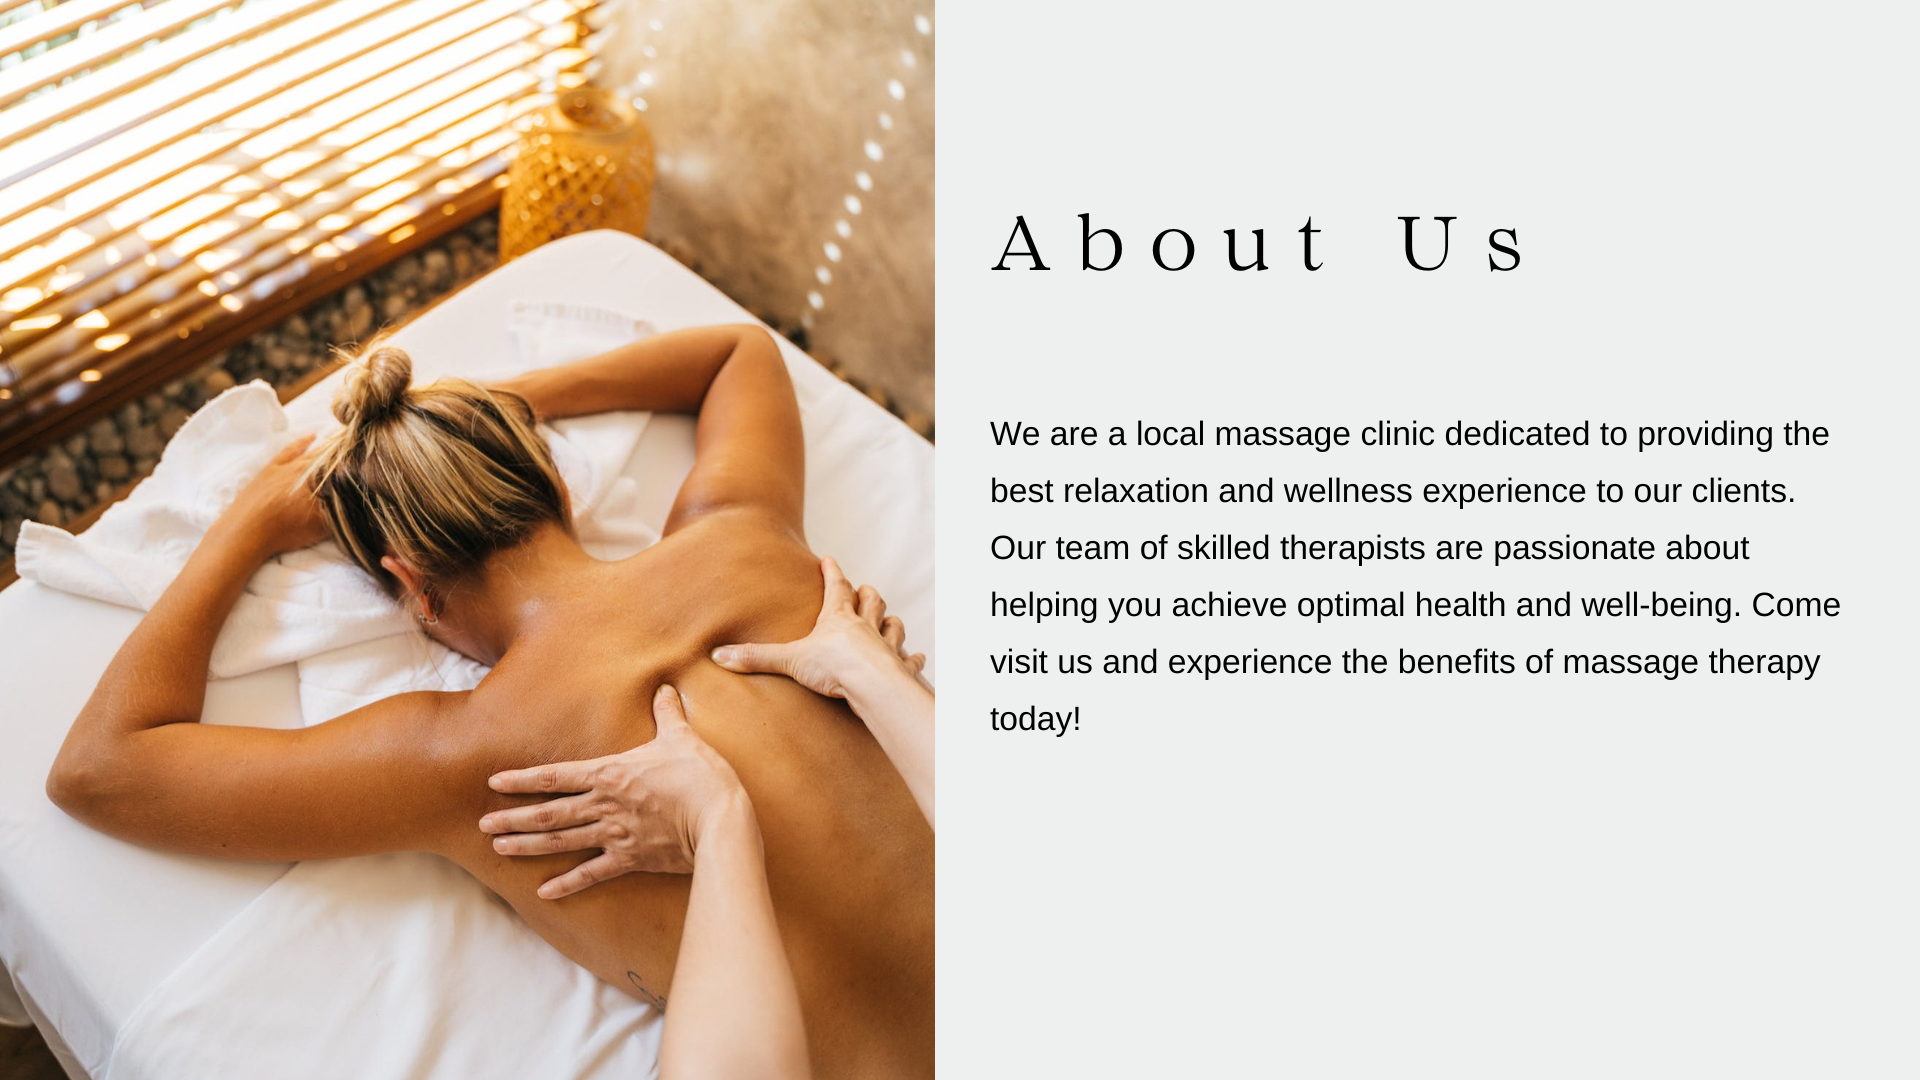 About Us
We are a local massage clinic dedicated to providing the
best relaxation and wellness experience to our clients.
Our team of skilled therapists are passionate about
helping you achieve optimal health and well-being. Come
visit us and experience the benefits of massage therapy
today!